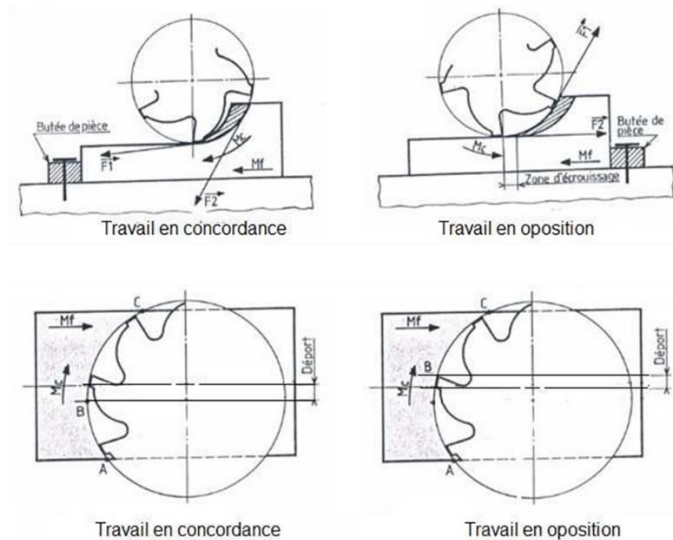 Butée de pièce
F1
Mc
Mf
F2
Travail en concordance
F1
F2
Butée de
pièce
Mc
Mf
Zone d'écrouissage
Travail en oposition
C
Mf
Mc
B
A
Déport
Travail en concordance
C
Mf
B
Mc
A
Déport
Travail en oposition